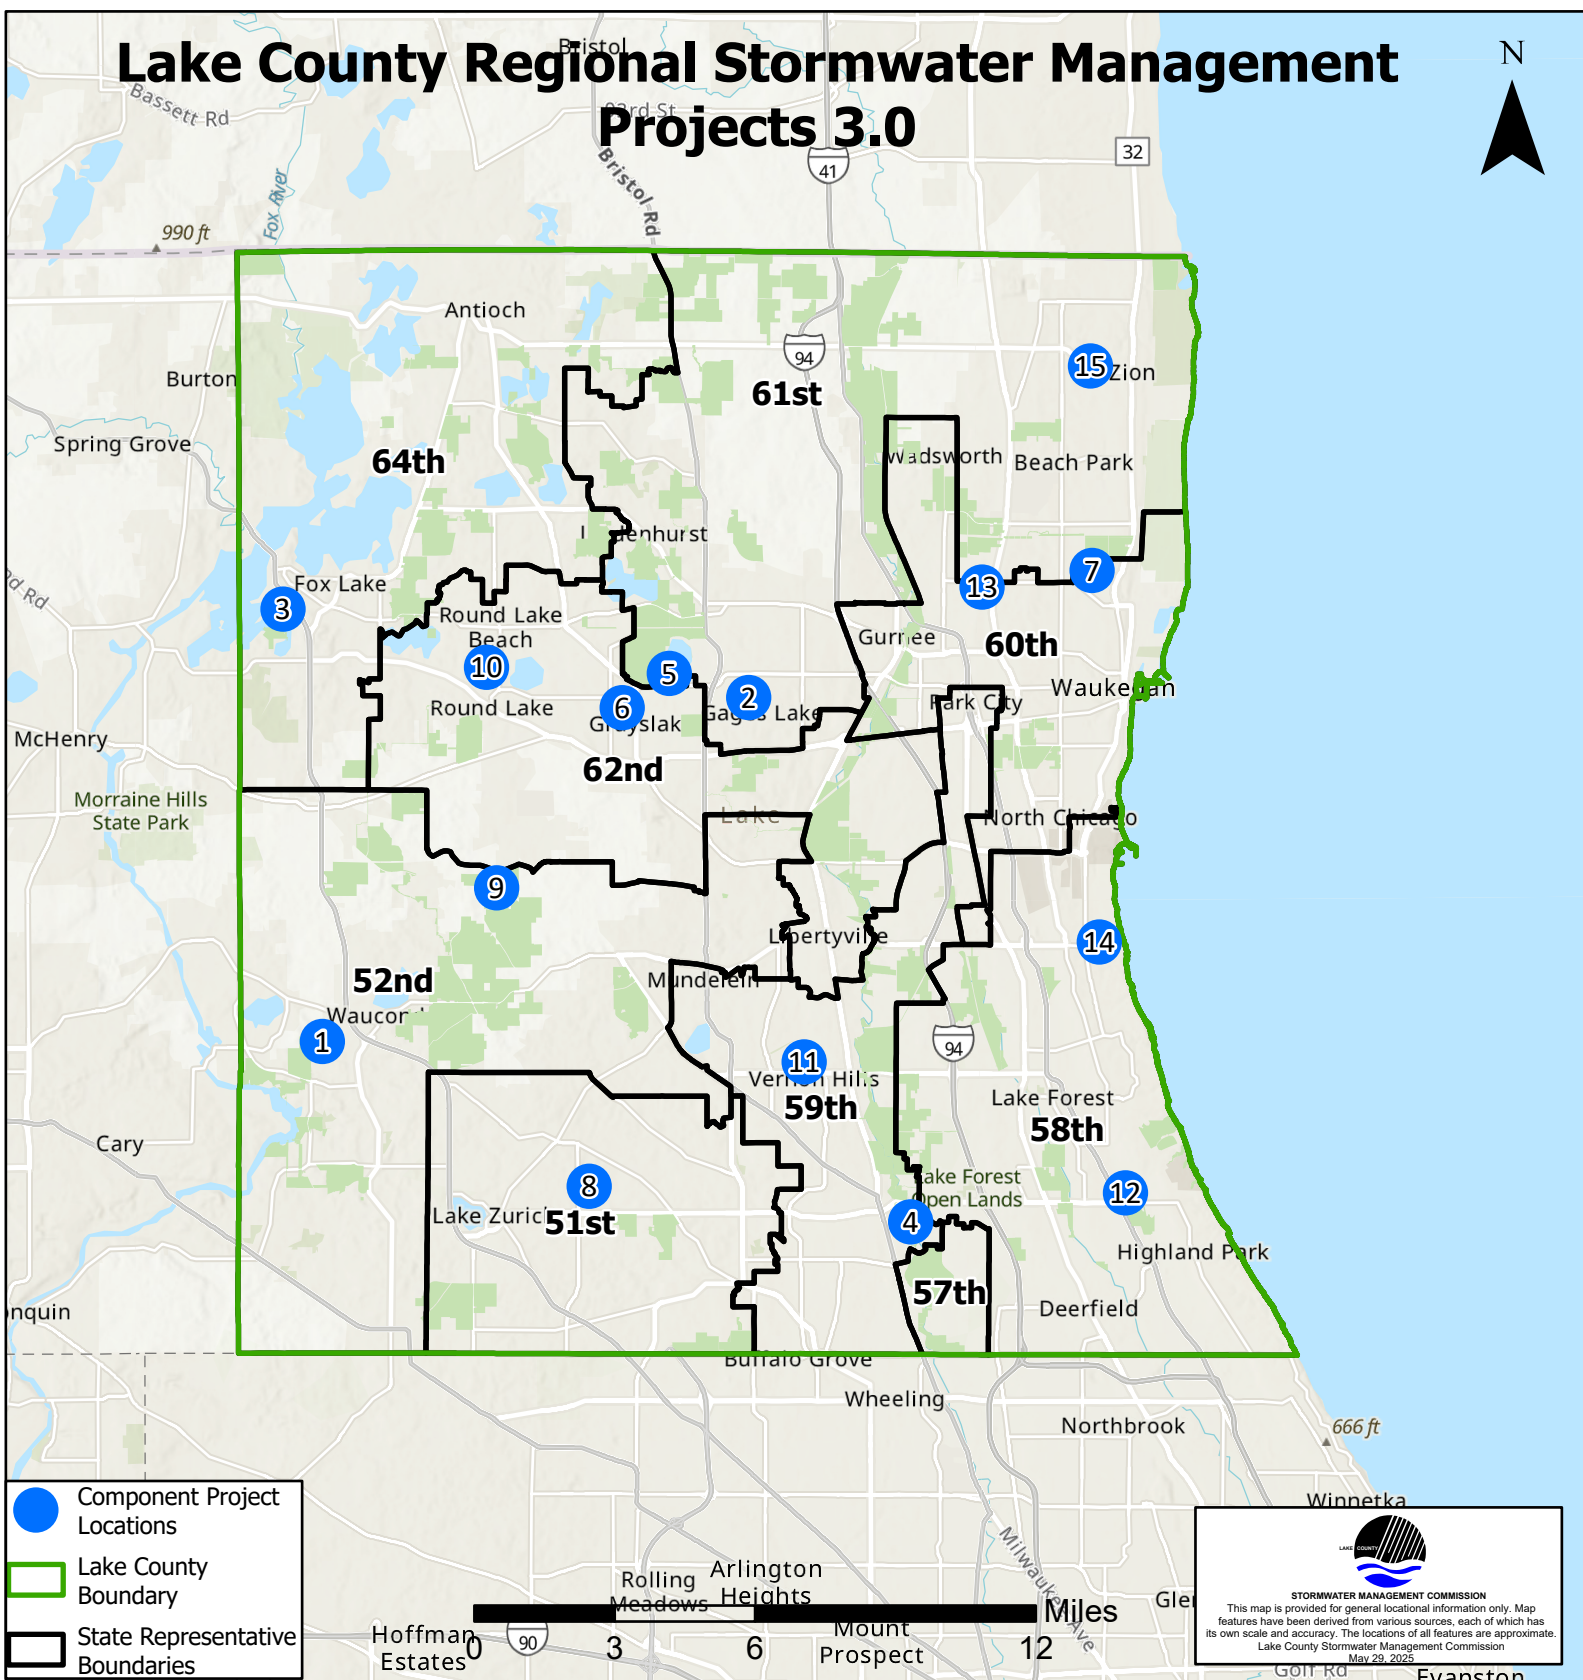 Lake County Regional Stormwater Management
Projects 3.0
Bristol
N
Bassett Rd
93rd St
Bristol Rd
41
32
Fox River
990 ft
Antioch
94
Burton
61st
15
Zion
Spring Grove
64th
Wadsworth
Beach Park
Fox Lake
3
Round Lake
Beach
10
5
6
2
7
13
Gurnee
60th
Waukegan
Park City
Round Lake
Gages Lake
62nd
McHenry
Morraine Hills
State Park
Lake
North Chicago
9
14
Libertyville
52nd
Mundelein
1
94
11
Vernon Hills
59th
Lake Forest
58th
Cary
Lake Forest
Open Lands
8
12
4
51st
Highland Park
57th
Deerfield
Buffalo Grove
Wheeling
Northbrook
666 ft
Winnetka
Component Project
Locations
Lake County
Boundary
State Representative
Boundaries
Milwaukee Ave
Arlington
Heights
Rolling
Meadows
Hoffman
Estates
90
Mount
Prospect
0 3 6 12 Miles
Golf Rd
Evanston
LAKE COUNTY
STORMWATER MANAGEMENT COMMISSION
This map is provided for general locational information only. Map
features have been derived from various sources, each of which has
its own scale and accuracy. The locations of all features are approximate.
Lake County Stormwater Management Commission
May 29, 2025